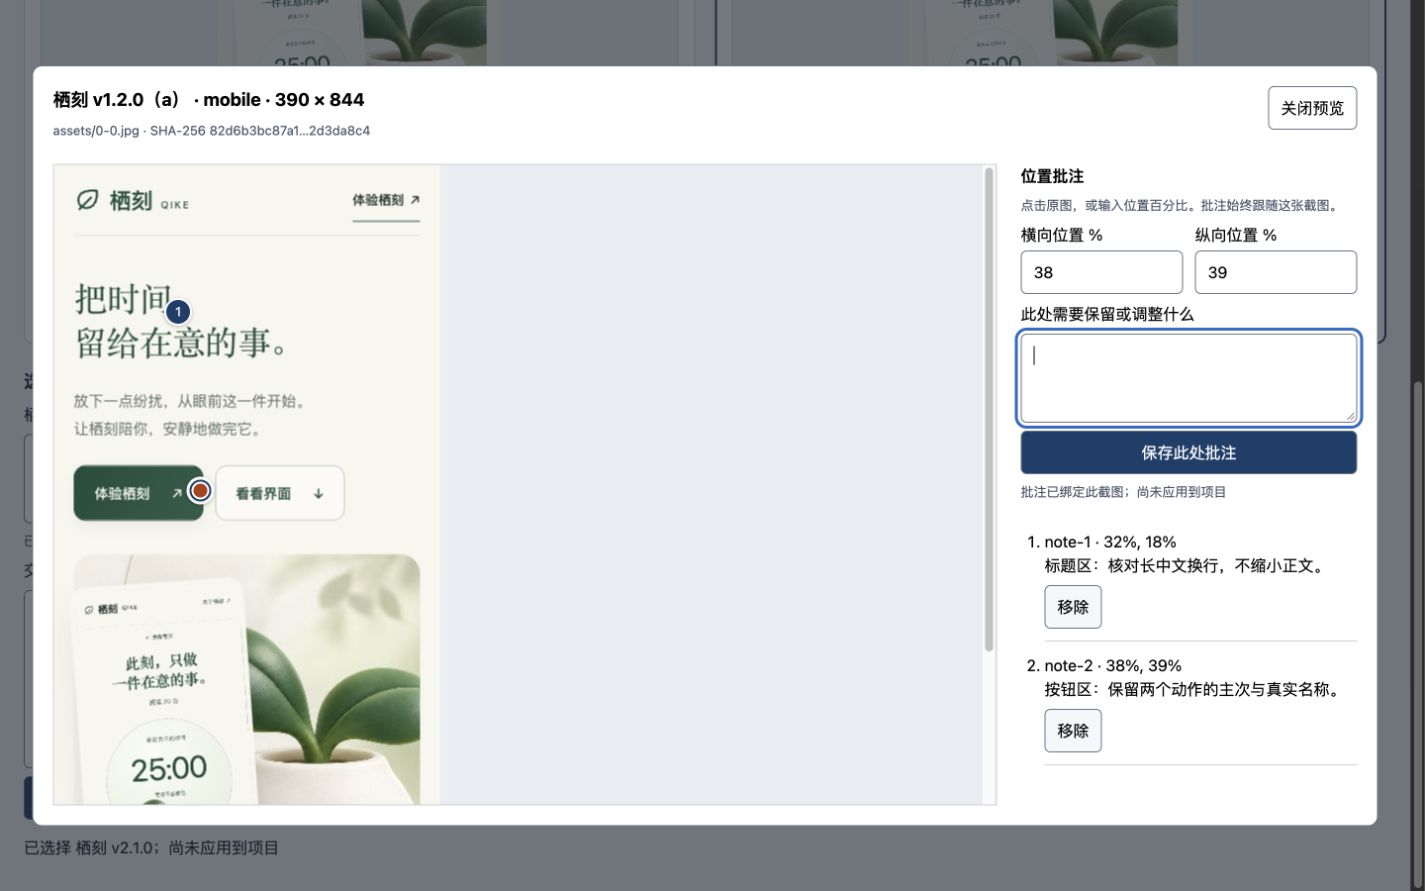 件在意的事。
25:00
25:00
栖刻 v1.2.0（a） · mobile · 390 × 844
关闭预览
assets/0-0.jpg · SHA-256 82d6b3bc87a1…2d3da8c4
栖刻 QIKE
体验栖刻 ↗
把时间
1
留给在意的事。
放下一点纷扰，从眼前这一件开始。
让栖刻陪你，安静地做完它。
体验栖刻 ↗
看看界面 ↓
栖刻 QIKE
此刻，只做
一件在意的事。
25:00
位置批注
点击原图，或输入位置百分比。批注始终跟随这张截图。
横向位置 %
纵向位置 %
38
39
此处需要保留或调整什么
保存此处批注
批注已绑定此截图；尚未应用到项目
1. note-1 · 32%, 18%
标题区：核对长中文换行，不缩小正文。
移除
2. note-2 · 38%, 39%
按钮区：保留两个动作的主次与真实名称。
移除
已选择 栖刻 v2.1.0；尚未应用到项目